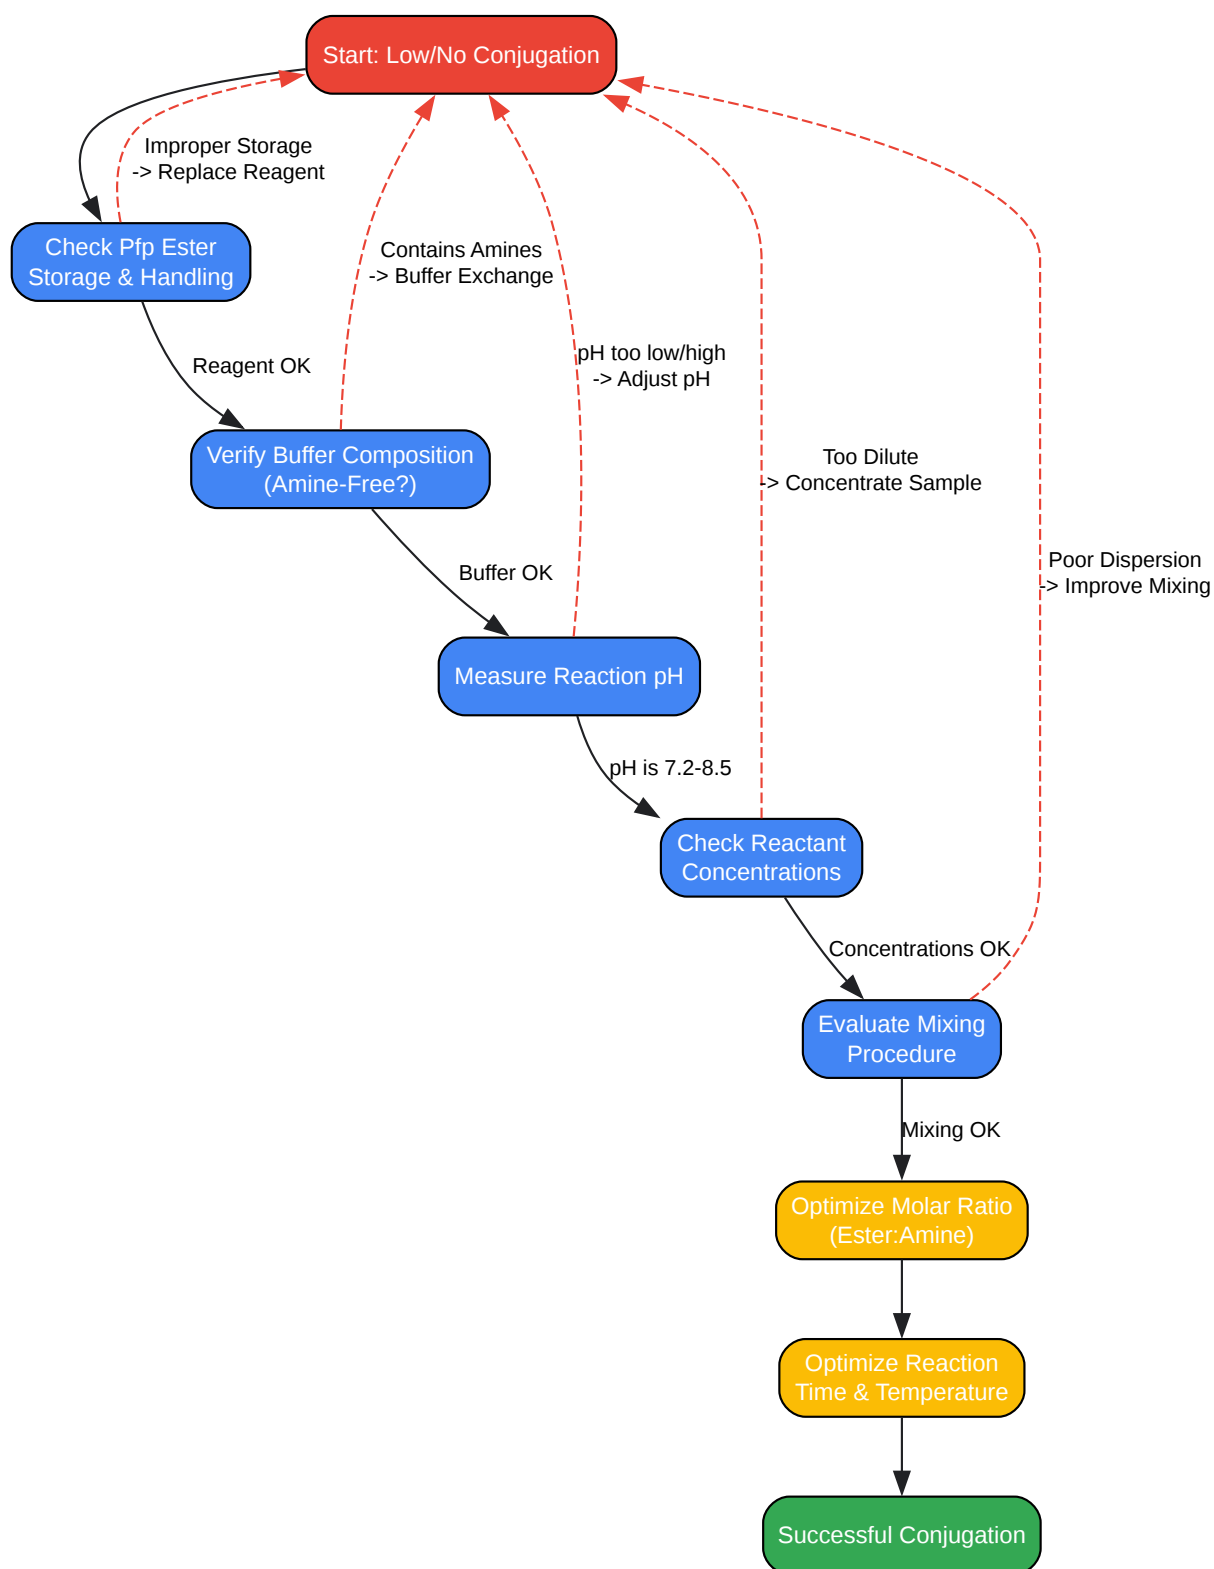 Start: Low/No Conjugation
Improper Storage
-> Replace Reagent
Check Pfp Ester
Storage & Handling
Contains Amines
-> Buffer Exchange
pH too low/high
-> Adjust pH
Reagent OK
Verify Buffer Composition
(Amine-Free?)
Too Dilute
-> Concentrate Sample
Buffer OK
Poor Dispersion
-> Improve Mixing
Measure Reaction pH
pH is 7.2-8.5
Check Reactant
Concentrations
Concentrations OK
Evaluate Mixing
Procedure
Mixing OK
Optimize Molar Ratio
(Ester:Amine)
Optimize Reaction
Time & Temperature
Successful Conjugation